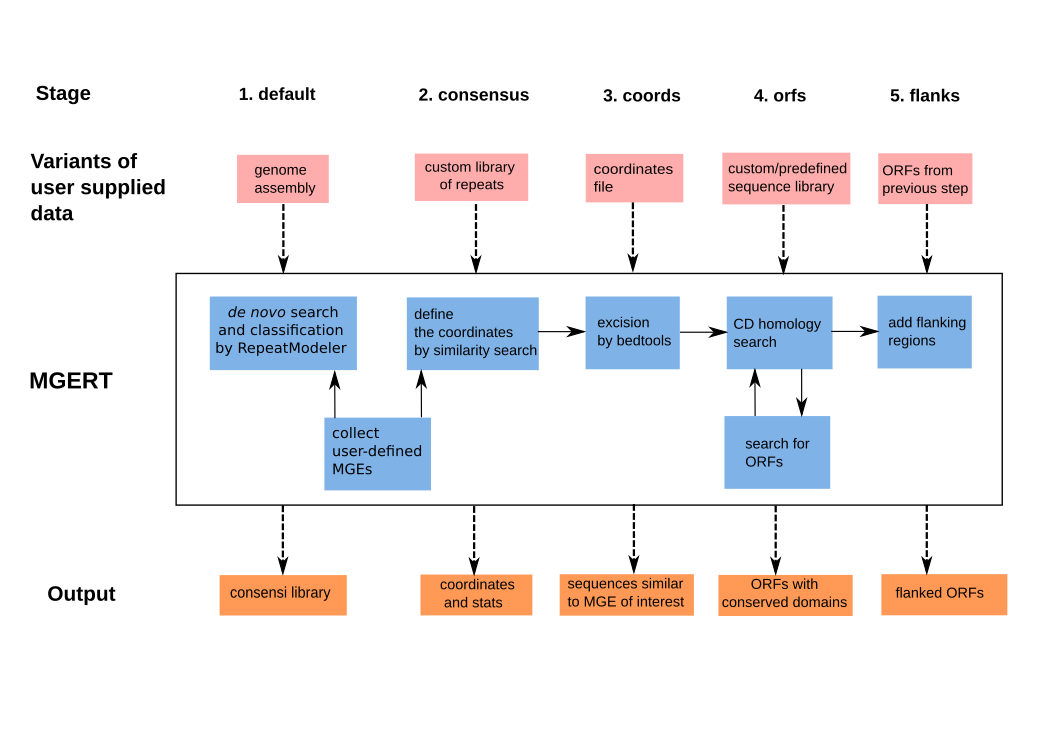 Stage
1. default
2. consensus
3. coords
4. orfs
5. flanks
Variants of
user supplied
data
genome
assembly
custom library
of repeats
coordinates
file
custom/predefined
sequence library
ORFs from
previous step
MGERT
de novo search
and classification
by RepeatModeler
define
the coordinates
by similarity search
excision
by bedtools
CD homology
search
add flanking
regions
collect
user-defined
MGEs
search for
ORFs
Output
consensi library
coordinates
and stats
sequences similar
to MGE of interest
ORFs with
conserved domains
flanked ORFs